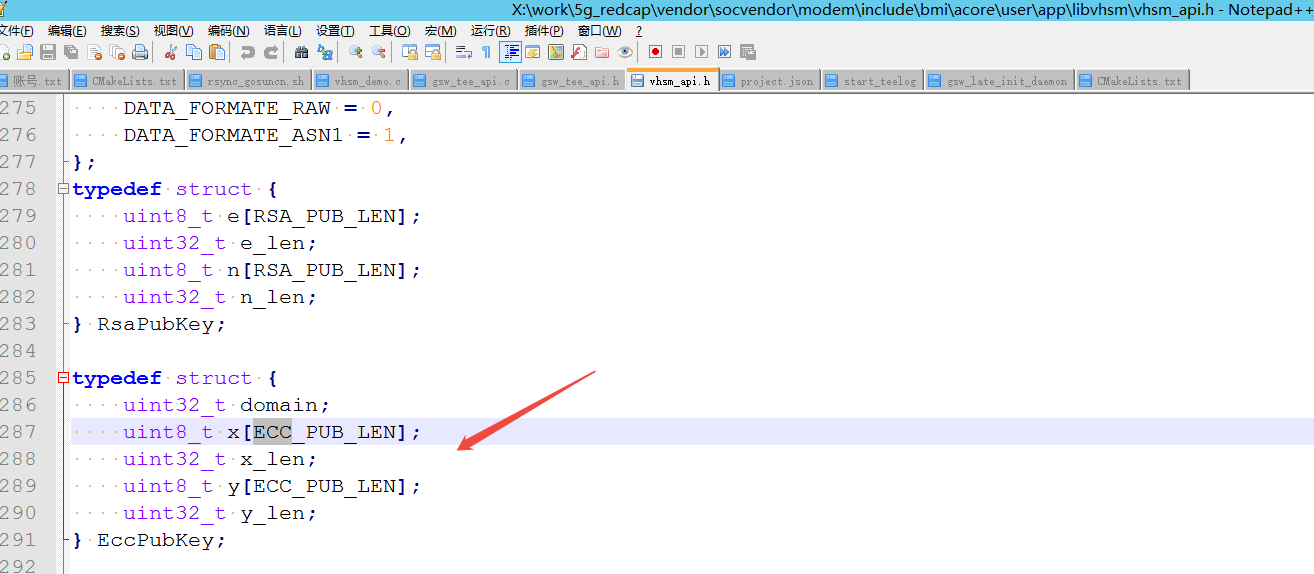 X:\work\5g_redcap\vendor\socvendor\modem\include\bmi\acore\user\app\libvhsm\vhsm_api.h - Notepad++
文件(F) 编辑(E) 搜索(S) 视图(V) 编码(N) 语言(L) 设置(T) 工具(O) 宏(M) 运行(R) 插件(P) 窗口(W) ?
账号.txt CMakeLists.txt rsync_gosuncn.sh vhsm_demo.c gsw_tee_api.c gsw_tee_api.h vhsm_api.h project.json start_teelog gsw_late_init_daemon CMakeLists.txt
275 DATA_FORMATE_RAW = 0,
276 DATA_FORMATE_ASN1 = 1,
277 };
278 typedef struct {
279 uint8_t e[RSA_PUB_LEN];
280 uint32_t e_len;
281 uint8_t n[RSA_PUB_LEN];
282 uint32_t n_len;
283 } RsaPubKey;
284
285 typedef struct {
286 uint32_t domain;
287 uint8_t x[ECC_PUB_LEN];
288 uint32_t x_len;
289 uint8_t y[ECC_PUB_LEN];
290 uint32_t y_len;
291 } EccPubKey;
292